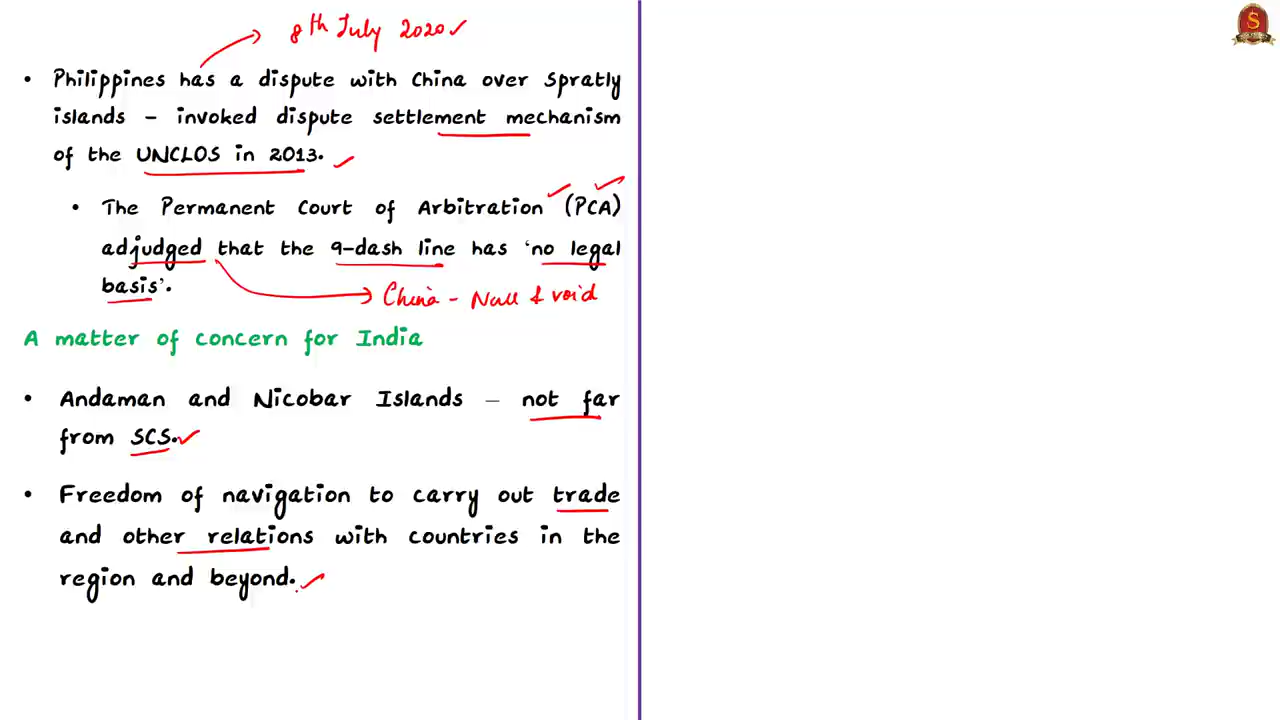 8th July 2020
• Philippines has a dispute with China over Spratly
islands – invoked dispute settlement mechanism
of the UNCLOS in 2013.
• The Permanent Court of Arbitration (PCA)
adjudged that the 9-dash line has 'no legal
basis'.
China - Null & void
A matter of concern for India
• Andaman and Nicobar Islands – not far
from SCS.
• Freedom of navigation to carry out trade
and other relations with countries in the
region and beyond.
S